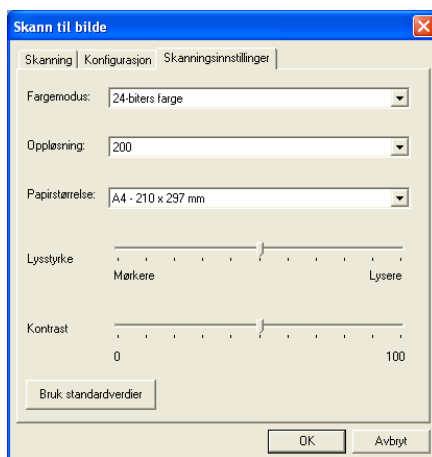 Skann til bilde
Skanning Konfigurasjon Skanningsinnstillinger
Fargemodus: 24-biters farge
Oppløsning: 200
Papirstørrelse: A4 - 210 x 297 mm
Lysstyrke
Mørkere Lysere
Kontrast
0 100
Bruk standardverdier
OK Avbryt